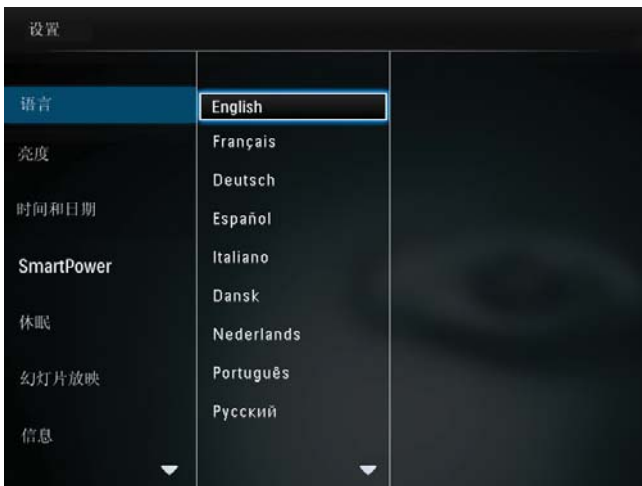 设置
语言
亮度
时间和日期
SmartPower
休眠
幻灯片放映
信息
English
Français
Deutsch
Español
Italiano
Dansk
Nederlands
Português
Русский